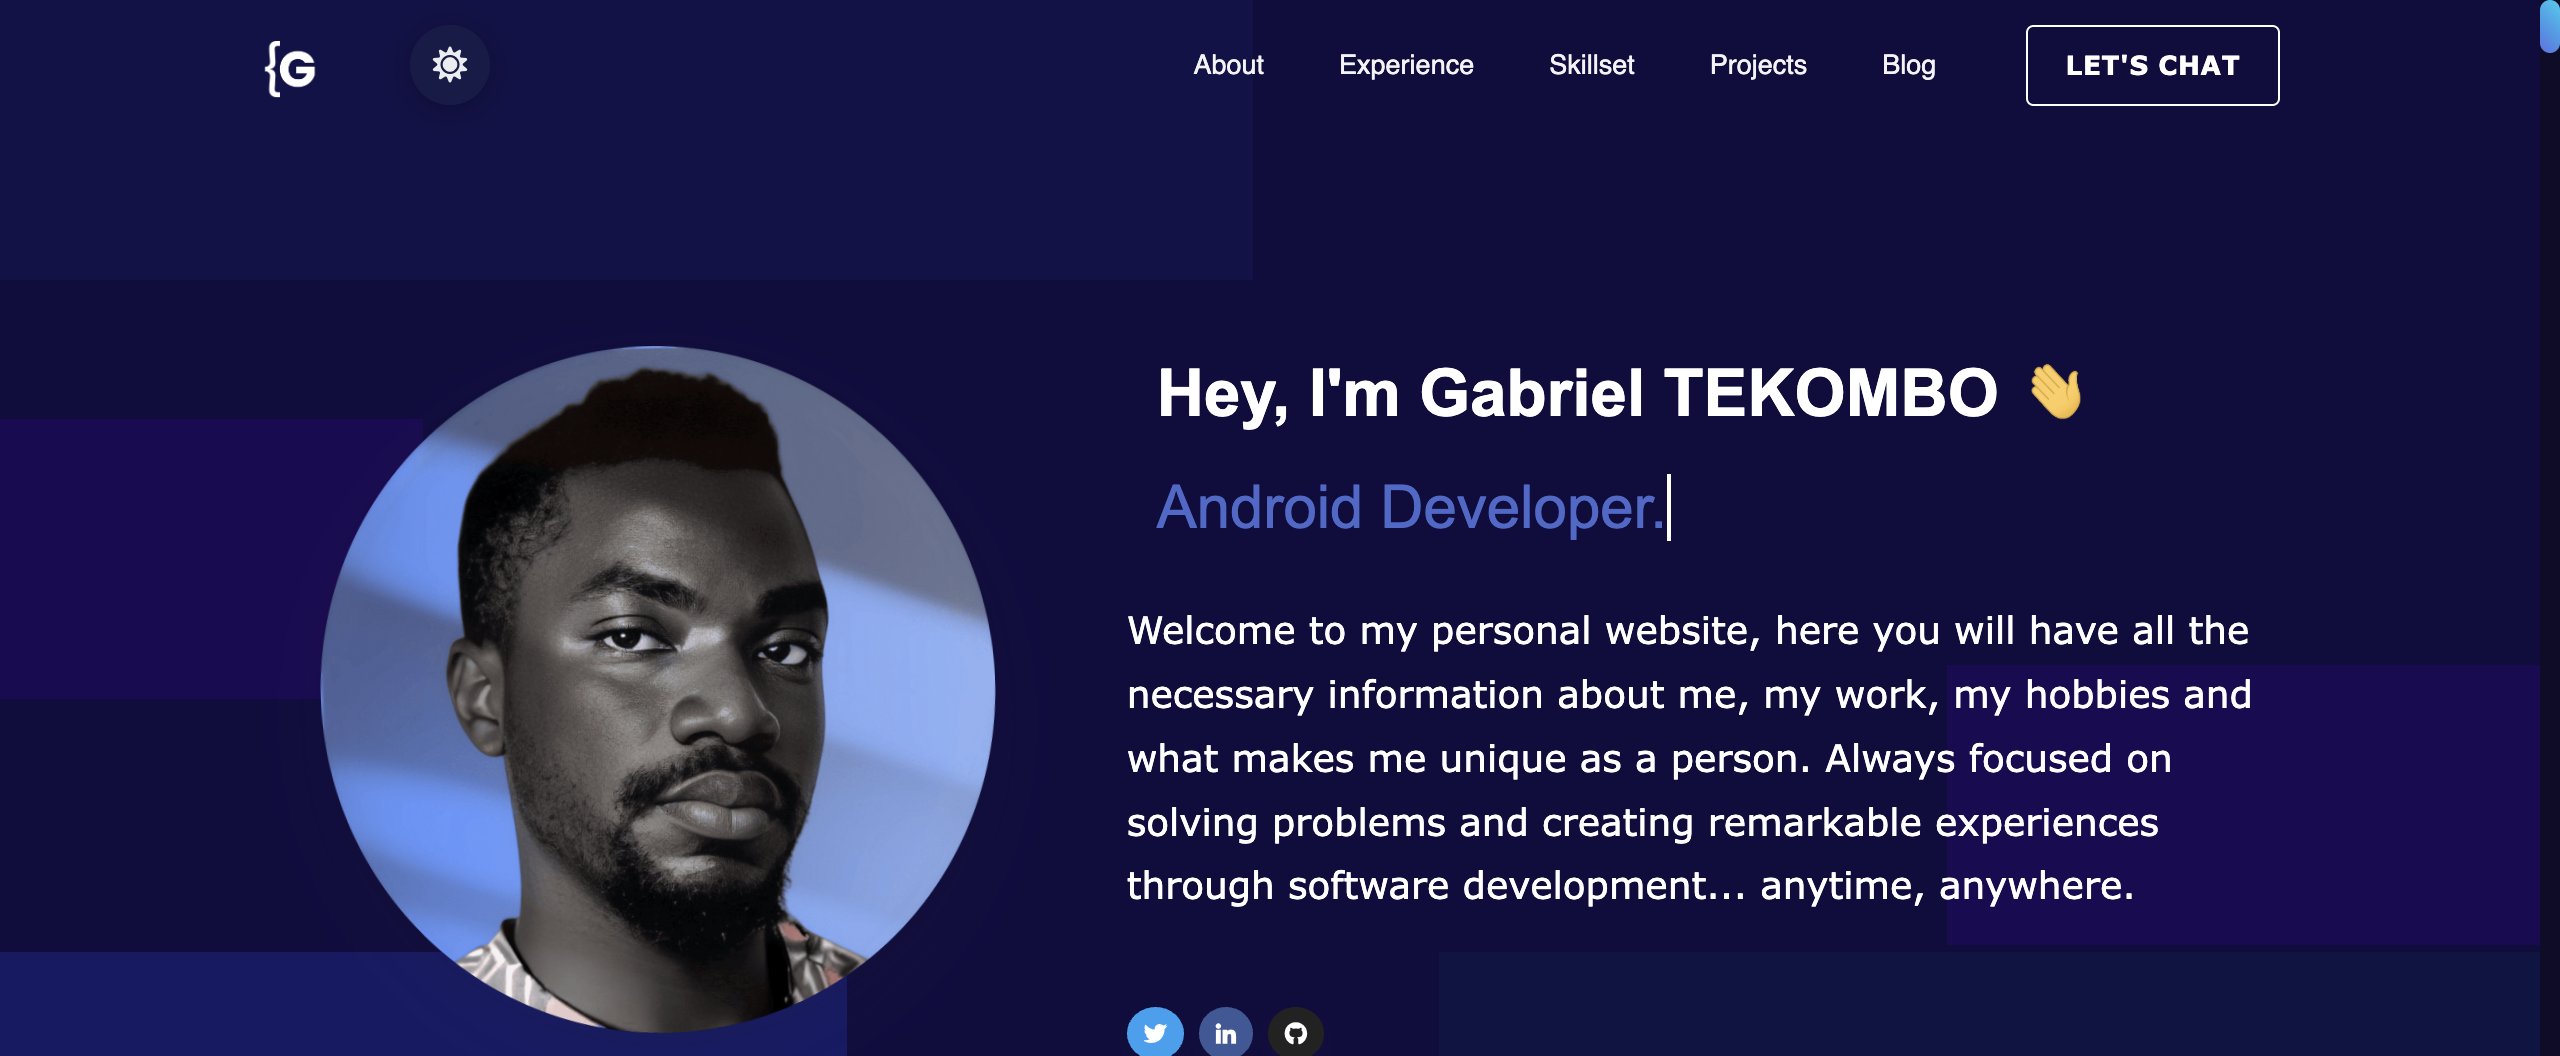 {G
About Experience Skillset Projects Blog LET'S CHAT
Hey, I'm Gabriel TEKOMBO 👋
Android Developer.
Welcome to my personal website, here you will have all the
necessary information about me, my work, my hobbies and
what makes me unique as a person. Always focused on
solving problems and creating remarkable experiences
through software development... anytime, anywhere.
in